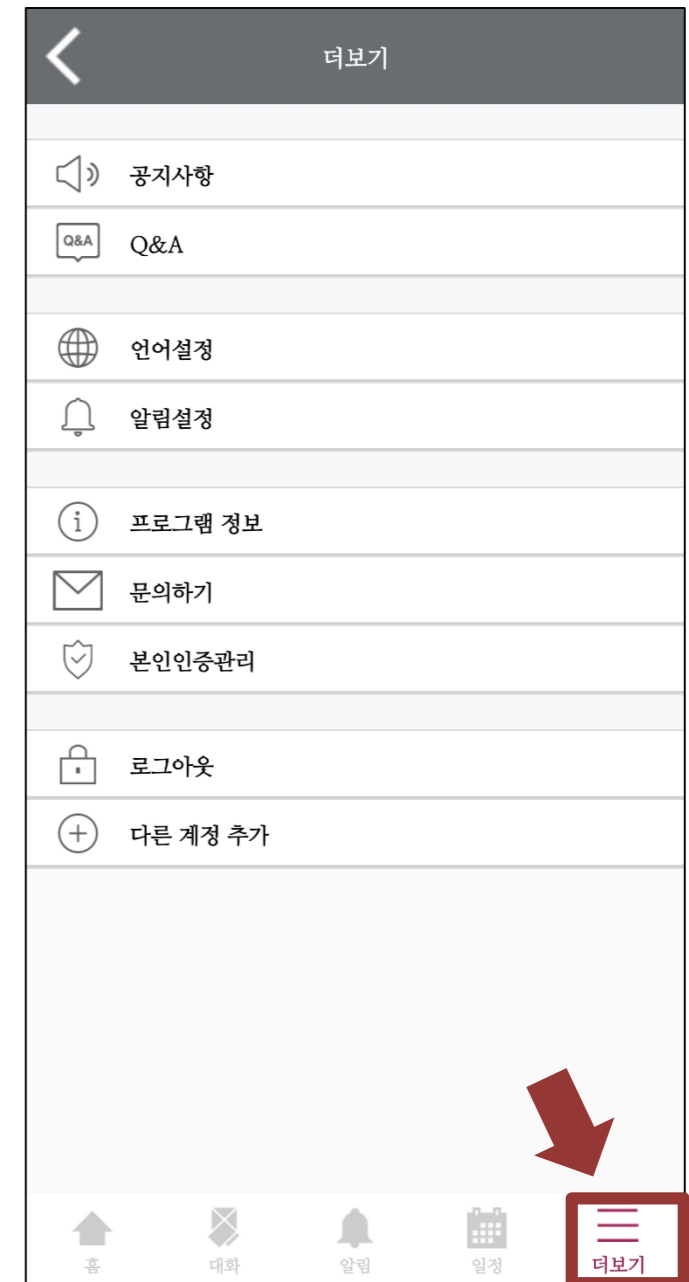 더보기
공지사항
Q&A
Q&A
언어설정
알림설정
i
프로그램 정보
문의하기
본인인증관리
로그아웃
다른 계정 추가
홈 대화 알림 일정 더보기